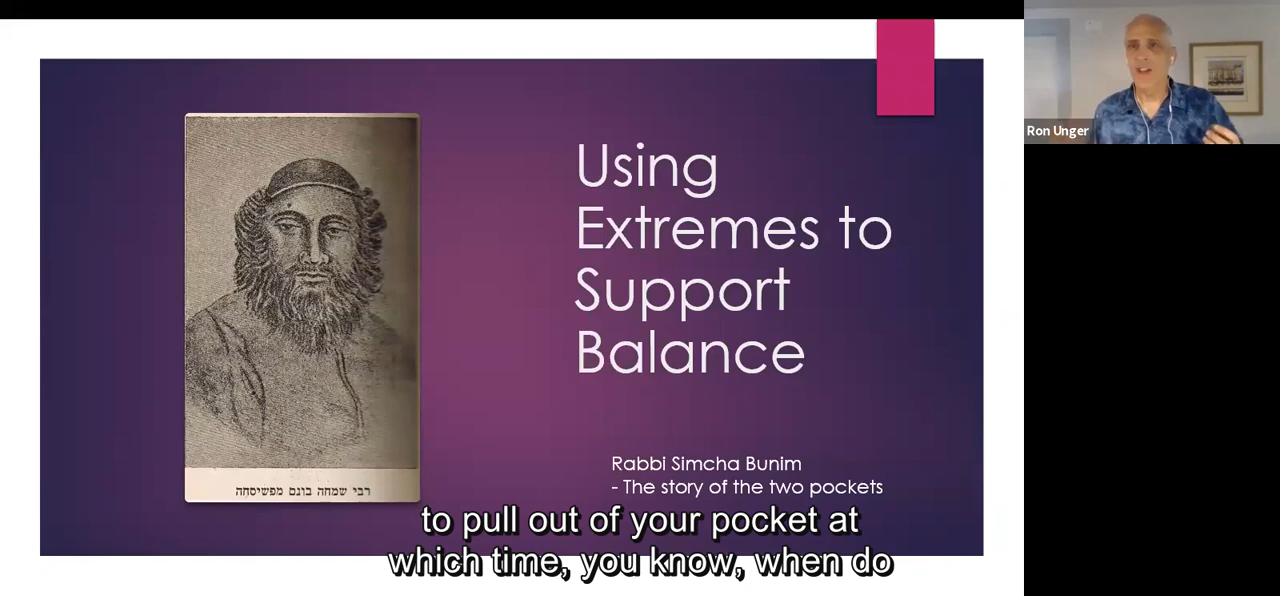 Using
Extremes to
Support
Balance
Rabbi Simcha Bunim
- The story of the two pockets
רבי שמחה בונם מפשיסחה
to pull out of your pocket at
which time, you know, when do
Ron Unger